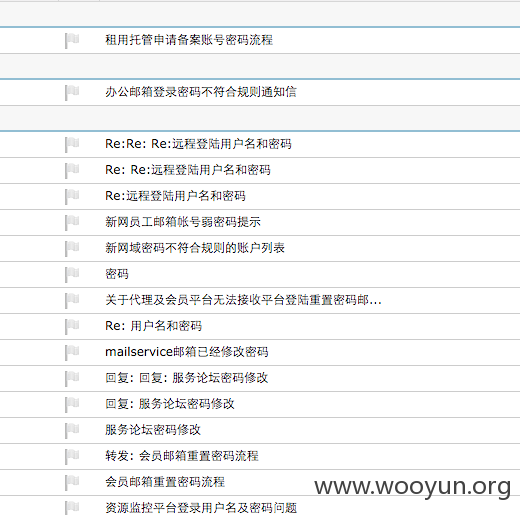 租用托管申请备案账号密码流程
办公邮箱登录密码不符合规则通知信
Re:Re: Re:远程登陆用户名和密码
Re: Re:远程登陆用户名和密码
Re:远程登陆用户名和密码
新网员工邮箱帐号弱密码提示
新网域密码不符合规则的账户列表
密码
关于代理及会员平台无法接收平台登陆重置密码邮...
Re: 用户名和密码
mailservice邮箱已经修改密码
回复: 回复: 服务论坛密码修改
回复: 服务论坛密码修改
服务论坛密码修改
转发: 会员邮箱重置密码流程
会员邮箱重置密码流程
www.wooyun.org
资源监控平台登录用户名及密码问题